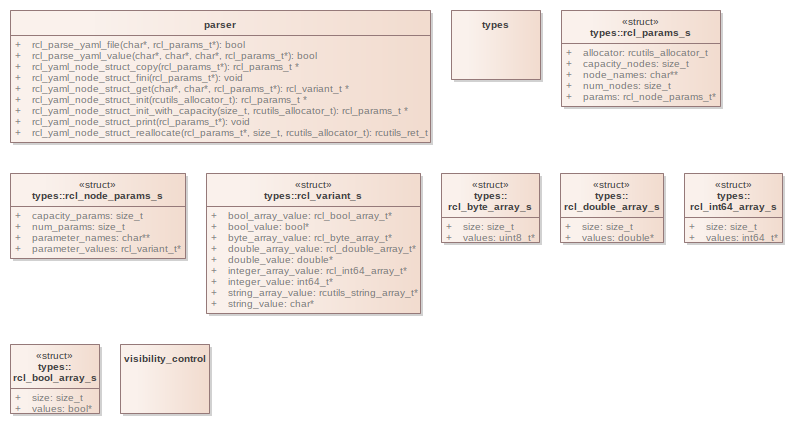 parser
+ rcl_parse_yaml_file(char*, rcl_params_t*): bool
+ rcl_parse_yaml_value(char*, char*, char*, rcl_params_t*): bool
+ rcl_yaml_node_struct_copy(rcl_params_t*): rcl_params_t *
+ rcl_yaml_node_struct_fini(rcl_params_t*): void
+ rcl_yaml_node_struct_get(char*, char*, rcl_params_t*): rcl_variant_t *
+ rcl_yaml_node_struct_init(rcutils_allocator_t): rcl_params_t *
+ rcl_yaml_node_struct_init_with_capacity(size_t, rcutils_allocator_t): rcl_params_t *
+ rcl_yaml_node_struct_print(rcl_params_t*): void
+ rcl_yaml_node_struct_reallocate(rcl_params_t*, size_t, rcutils_allocator_t): rcutils_ret_t
types
«struct»
types::rcl_params_s
+ allocator: rcutils_allocator_t
+ capacity_nodes: size_t
+ node_names: char**
+ num_nodes: size_t
+ params: rcl_node_params_t*
«struct»
types::rcl_node_params_s
+ capacity_params: size_t
+ num_params: size_t
+ parameter_names: char**
+ parameter_values: rcl_variant_t*
«struct»
types::rcl_variant_s
+ bool_array_value: rcl_bool_array_t*
+ bool_value: bool*
+ byte_array_value: rcl_byte_array_t*
+ double_array_value: rcl_double_array_t*
+ double_value: double*
+ integer_array_value: rcl_int64_array_t*
+ integer_value: int64_t*
+ string_array_value: rcutils_string_array_t*
+ string_value: char*
«struct»
types::
rcl_byte_array_s
+ size: size_t
+ values: uint8_t*
«struct»
types::
rcl_double_array_s
+ size: size_t
+ values: double*
«struct»
types::
rcl_int64_array_s
+ size: size_t
+ values: int64_t*
«struct»
types::
rcl_bool_array_s
+ size: size_t
+ values: bool*
visibility_control